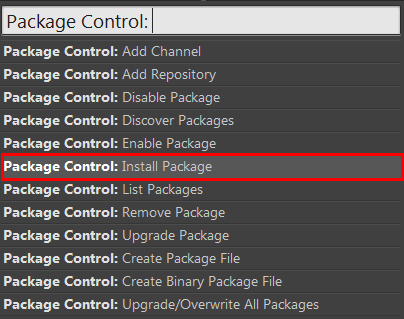 Package Control:
Package Control: Add Channel
Package Control: Add Repository
Package Control: Disable Package
Package Control: Discover Packages
Package Control: Enable Package
Package Control: Install Package
Package Control: List Packages
Package Control: Remove Package
Package Control: Upgrade Package
Package Control: Create Package File
Package Control: Create Binary Package File
Package Control: Upgrade/Overwrite All Packages